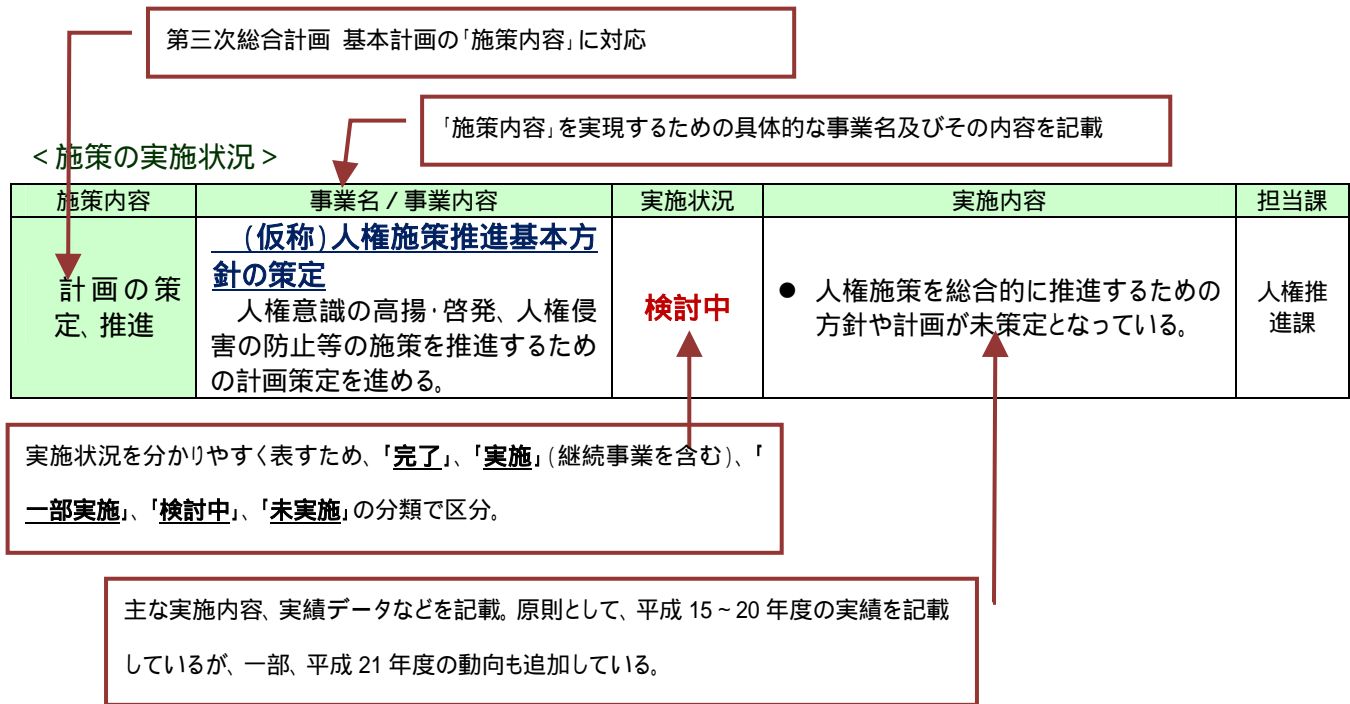 第三次総合計画 基本計画の「施策内容」に対応
「施策内容」を実現するための具体的な事業名及びその内容を記載
＜施策の実施状況＞
施策内容 事業名／事業内容 実施状況 実施内容 担当課
計画の策
定、推進
(仮称)人権施策推進基本方
針の策定
人権意識の高揚・啓発、人権侵
害の防止等の施策を推進するため
の計画策定を進める。
検討中
● 人権施策を総合的に推進するための
方針や計画が未策定となっている。
人権推
進課
実施状況を分かりやすく表すため、「完了」、「実施」(継続事業を含む)、「
一部実施」、「検討中」、「未実施」の分類で区分。
主な実施内容、実績データなどを記載。原則として、平成 15～20 年度の実績を記載
しているが、一部、平成 21 年度の動向も追加している。